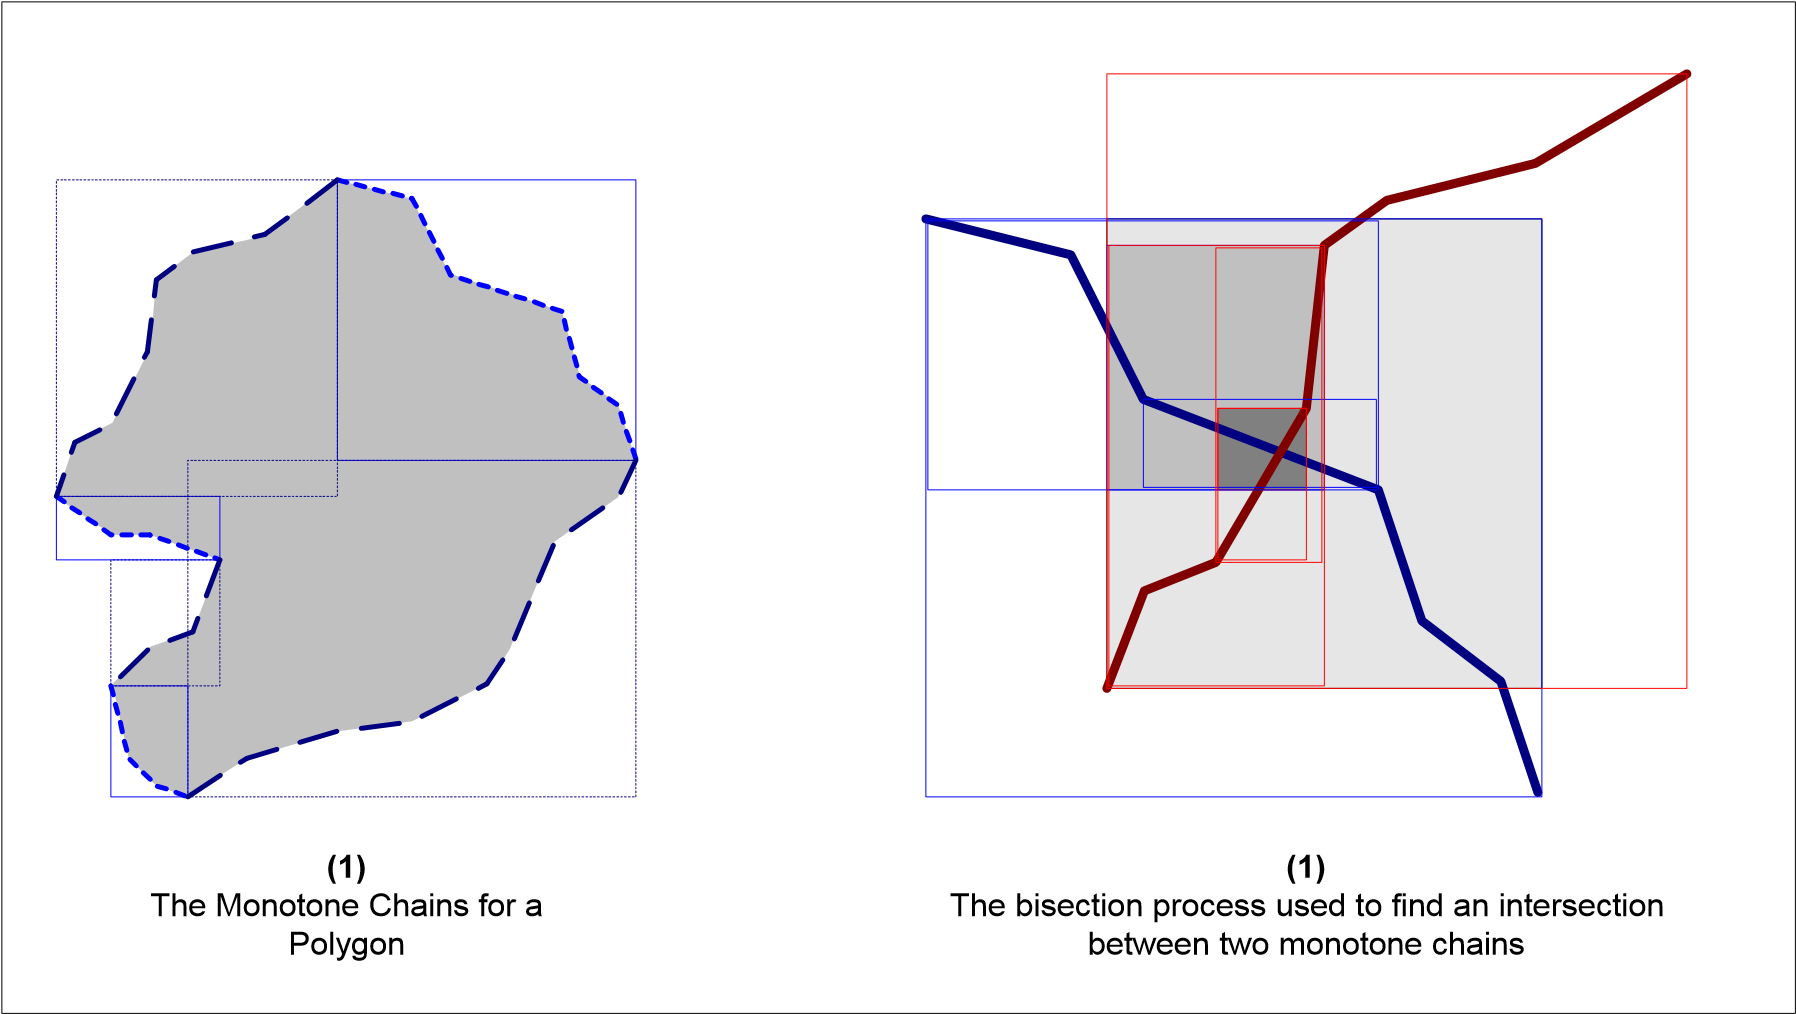 (1)
The Monotone Chains for a
Polygon
(1)
The bisection process used to find an intersection
between two monotone chains